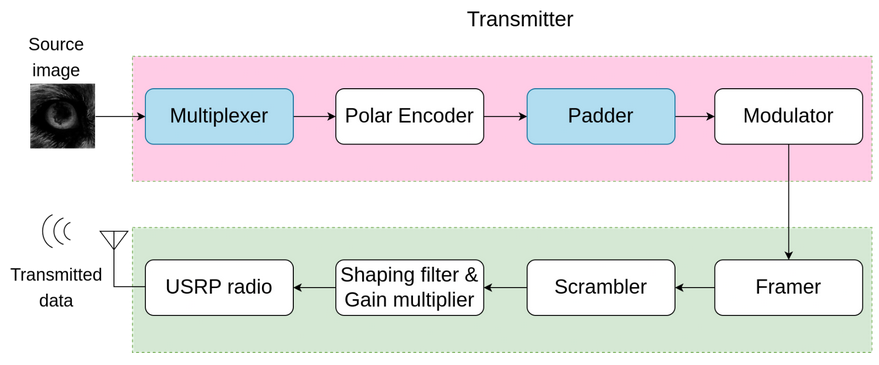 Transmitter
Source
image
Multiplexer
Polar Encoder
Padder
Modulator
Transmitted
data
USRP radio
Shaping filter &
Gain multiplier
Scrambler
Framer